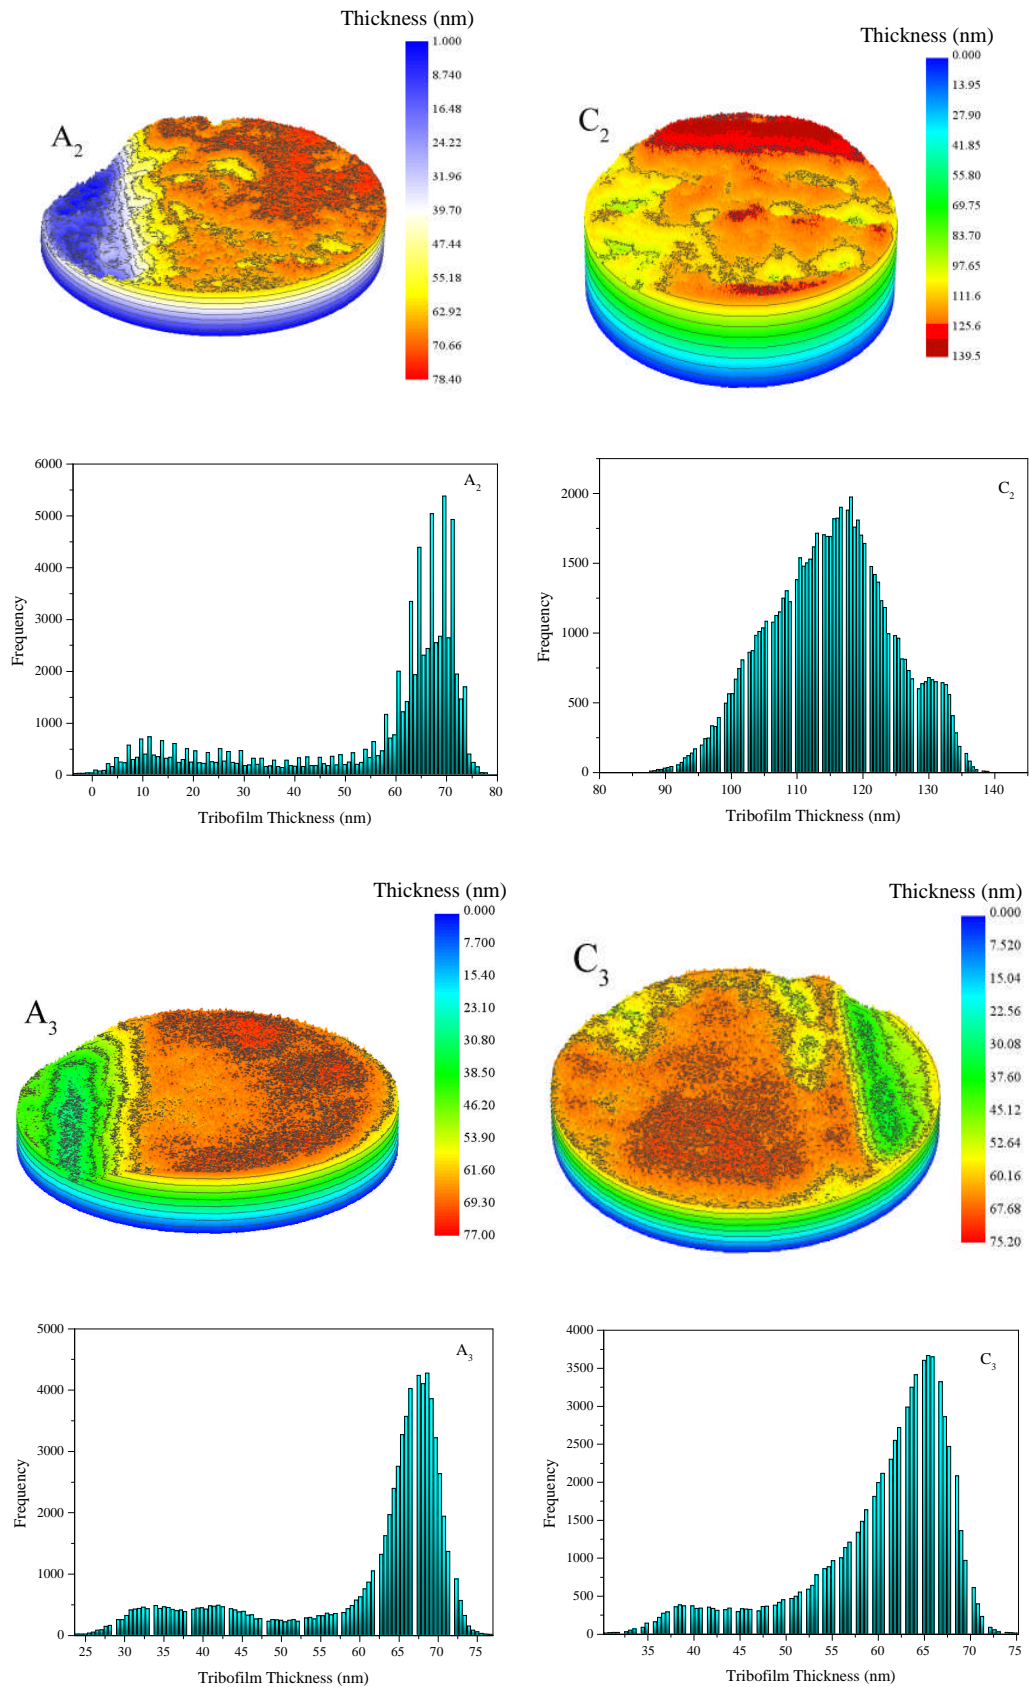 Thickness (nm)
A2
1.000
8.740
16.48
24.22
31.96
39.70
47.44
55.18
62.92
70.66
78.40
Thickness (nm)
C2
0.000
13.95
27.90
41.85
55.80
69.75
83.70
97.65
111.6
125.6
139.5
A2
Frequency
6000
5000
4000
3000
2000
1000
0
0 10 20 30 40 50 60 70 80
Tribofilm Thickness (nm)
C2
Frequency
2000
1500
1000
500
0
80 90 100 110 120 130 140
Tribofilm Thickness (nm)
Thickness (nm)
A3
0.000
7.700
15.40
23.10
30.80
38.50
46.20
53.90
61.60
69.30
77.00
Thickness (nm)
C3
0.000
7.520
15.04
22.56
30.08
37.60
45.12
52.64
60.16
67.68
75.20
A3
Frequency
5000
4000
3000
2000
1000
0
25 30 35 40 45 50 55 60 65 70 75
Tribofilm Thickness (nm)
C3
Frequency
4000
3500
3000
2500
2000
1500
1000
500
0
35 40 45 50 55 60 65 70 75
Tribofilm Thickness (nm)